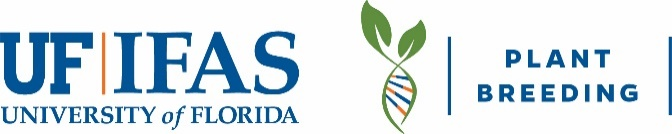 UF|IFAS
UNIVERSITY of FLORIDA
PLANT
BREEDING